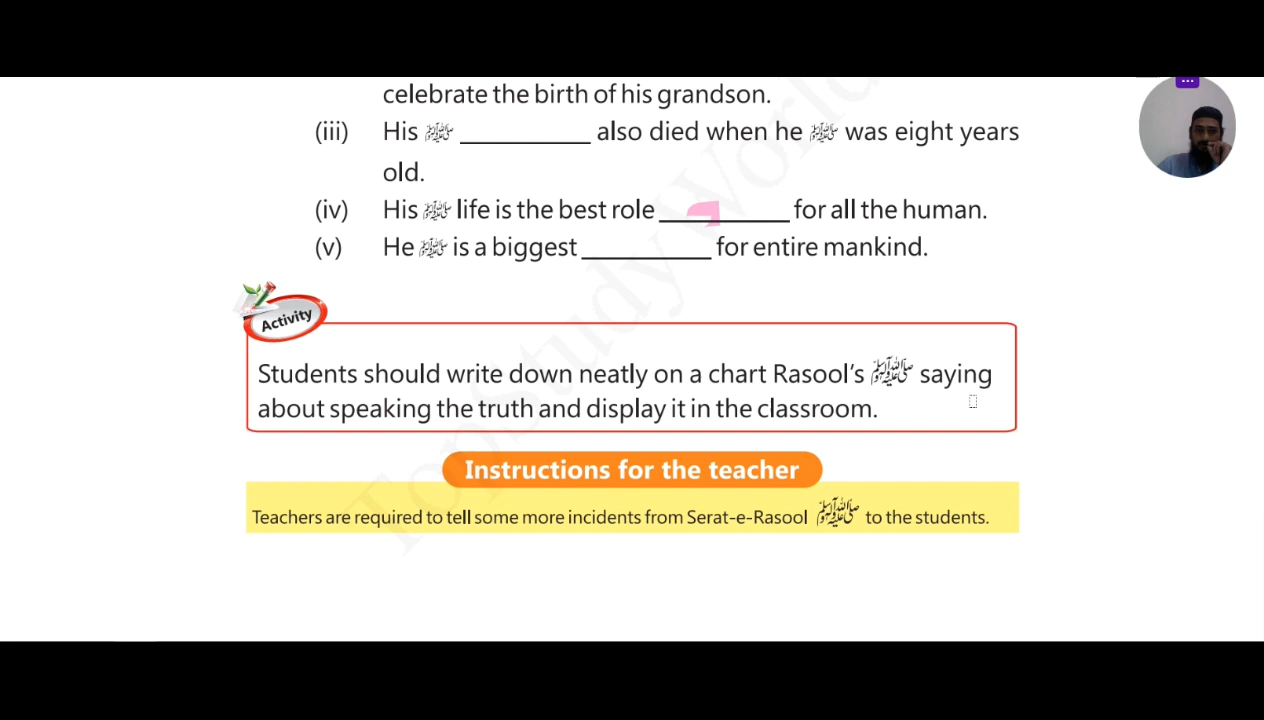 celebrate the birth of his grandson.
(iii) His ﷺ __________ also died when he ﷺ was eight years
old.
(iv) His ﷺ life is the best role __________ for all the human.
(v) He ﷺ is a biggest __________ for entire mankind.
Activity
Students should write down neatly on a chart Rasool's ﷺ saying
about speaking the truth and display it in the classroom.
Instructions for the teacher
Teachers are required to tell some more incidents from Serat-e-Rasool ﷺ to the students.
TopStudyWorld